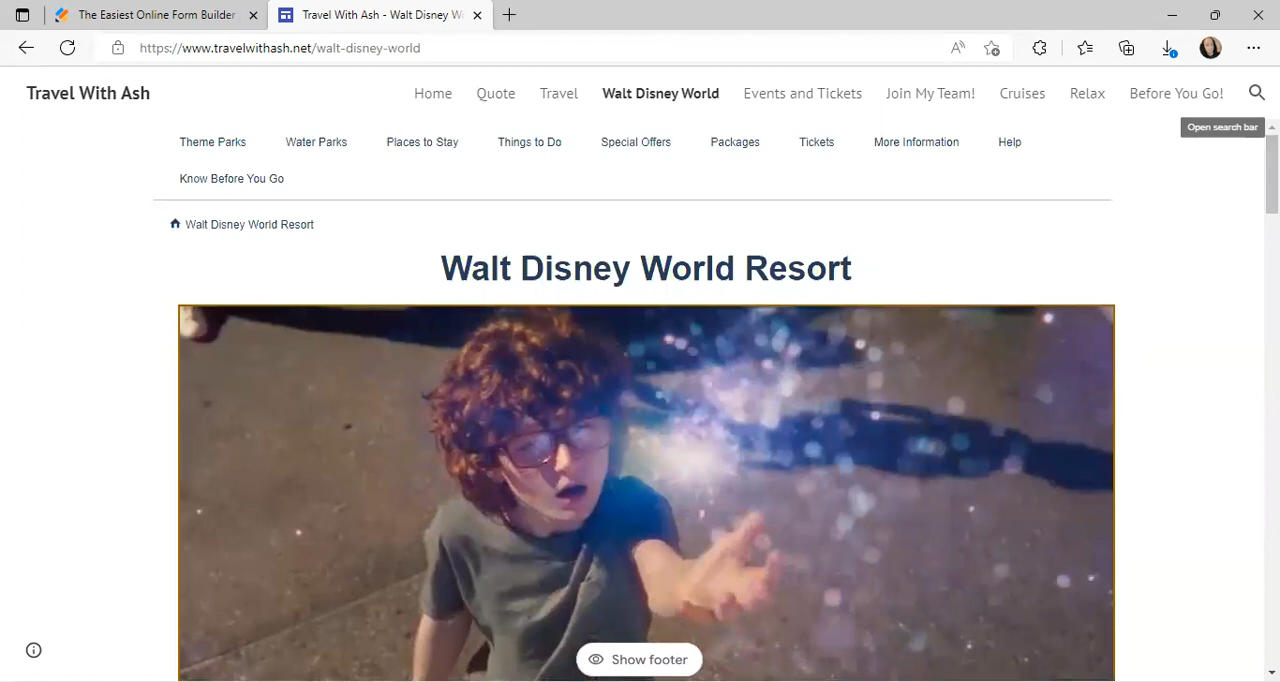 The Easiest Online Form Builder
Travel With Ash - Walt Disney Wo
https://www.travelwithash.net/walt-disney-world
Travel With Ash
Home Quote Travel Walt Disney World Events and Tickets Join My Team! Cruises Relax Before You Go!
Open search bar
Theme Parks Water Parks Places to Stay Things to Do Special Offers Packages Tickets More Information Help
Know Before You Go
Walt Disney World Resort
Walt Disney World Resort
Show footer